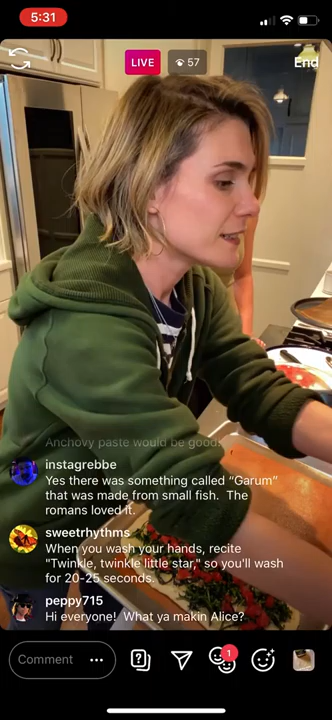 5:31
LIVE
57
End
Anchovy paste would be good.
instagrebbe
Yes there was something called “Garum”
that was made from small fish.  The
romans loved it.
sweetrhythms
When you wash your hands, recite
"Twinkle, twinkle little star," so you'll wash
for 20-25 seconds.
peppy715
Hi everyone!  What ya makin Alice?
Comment
1